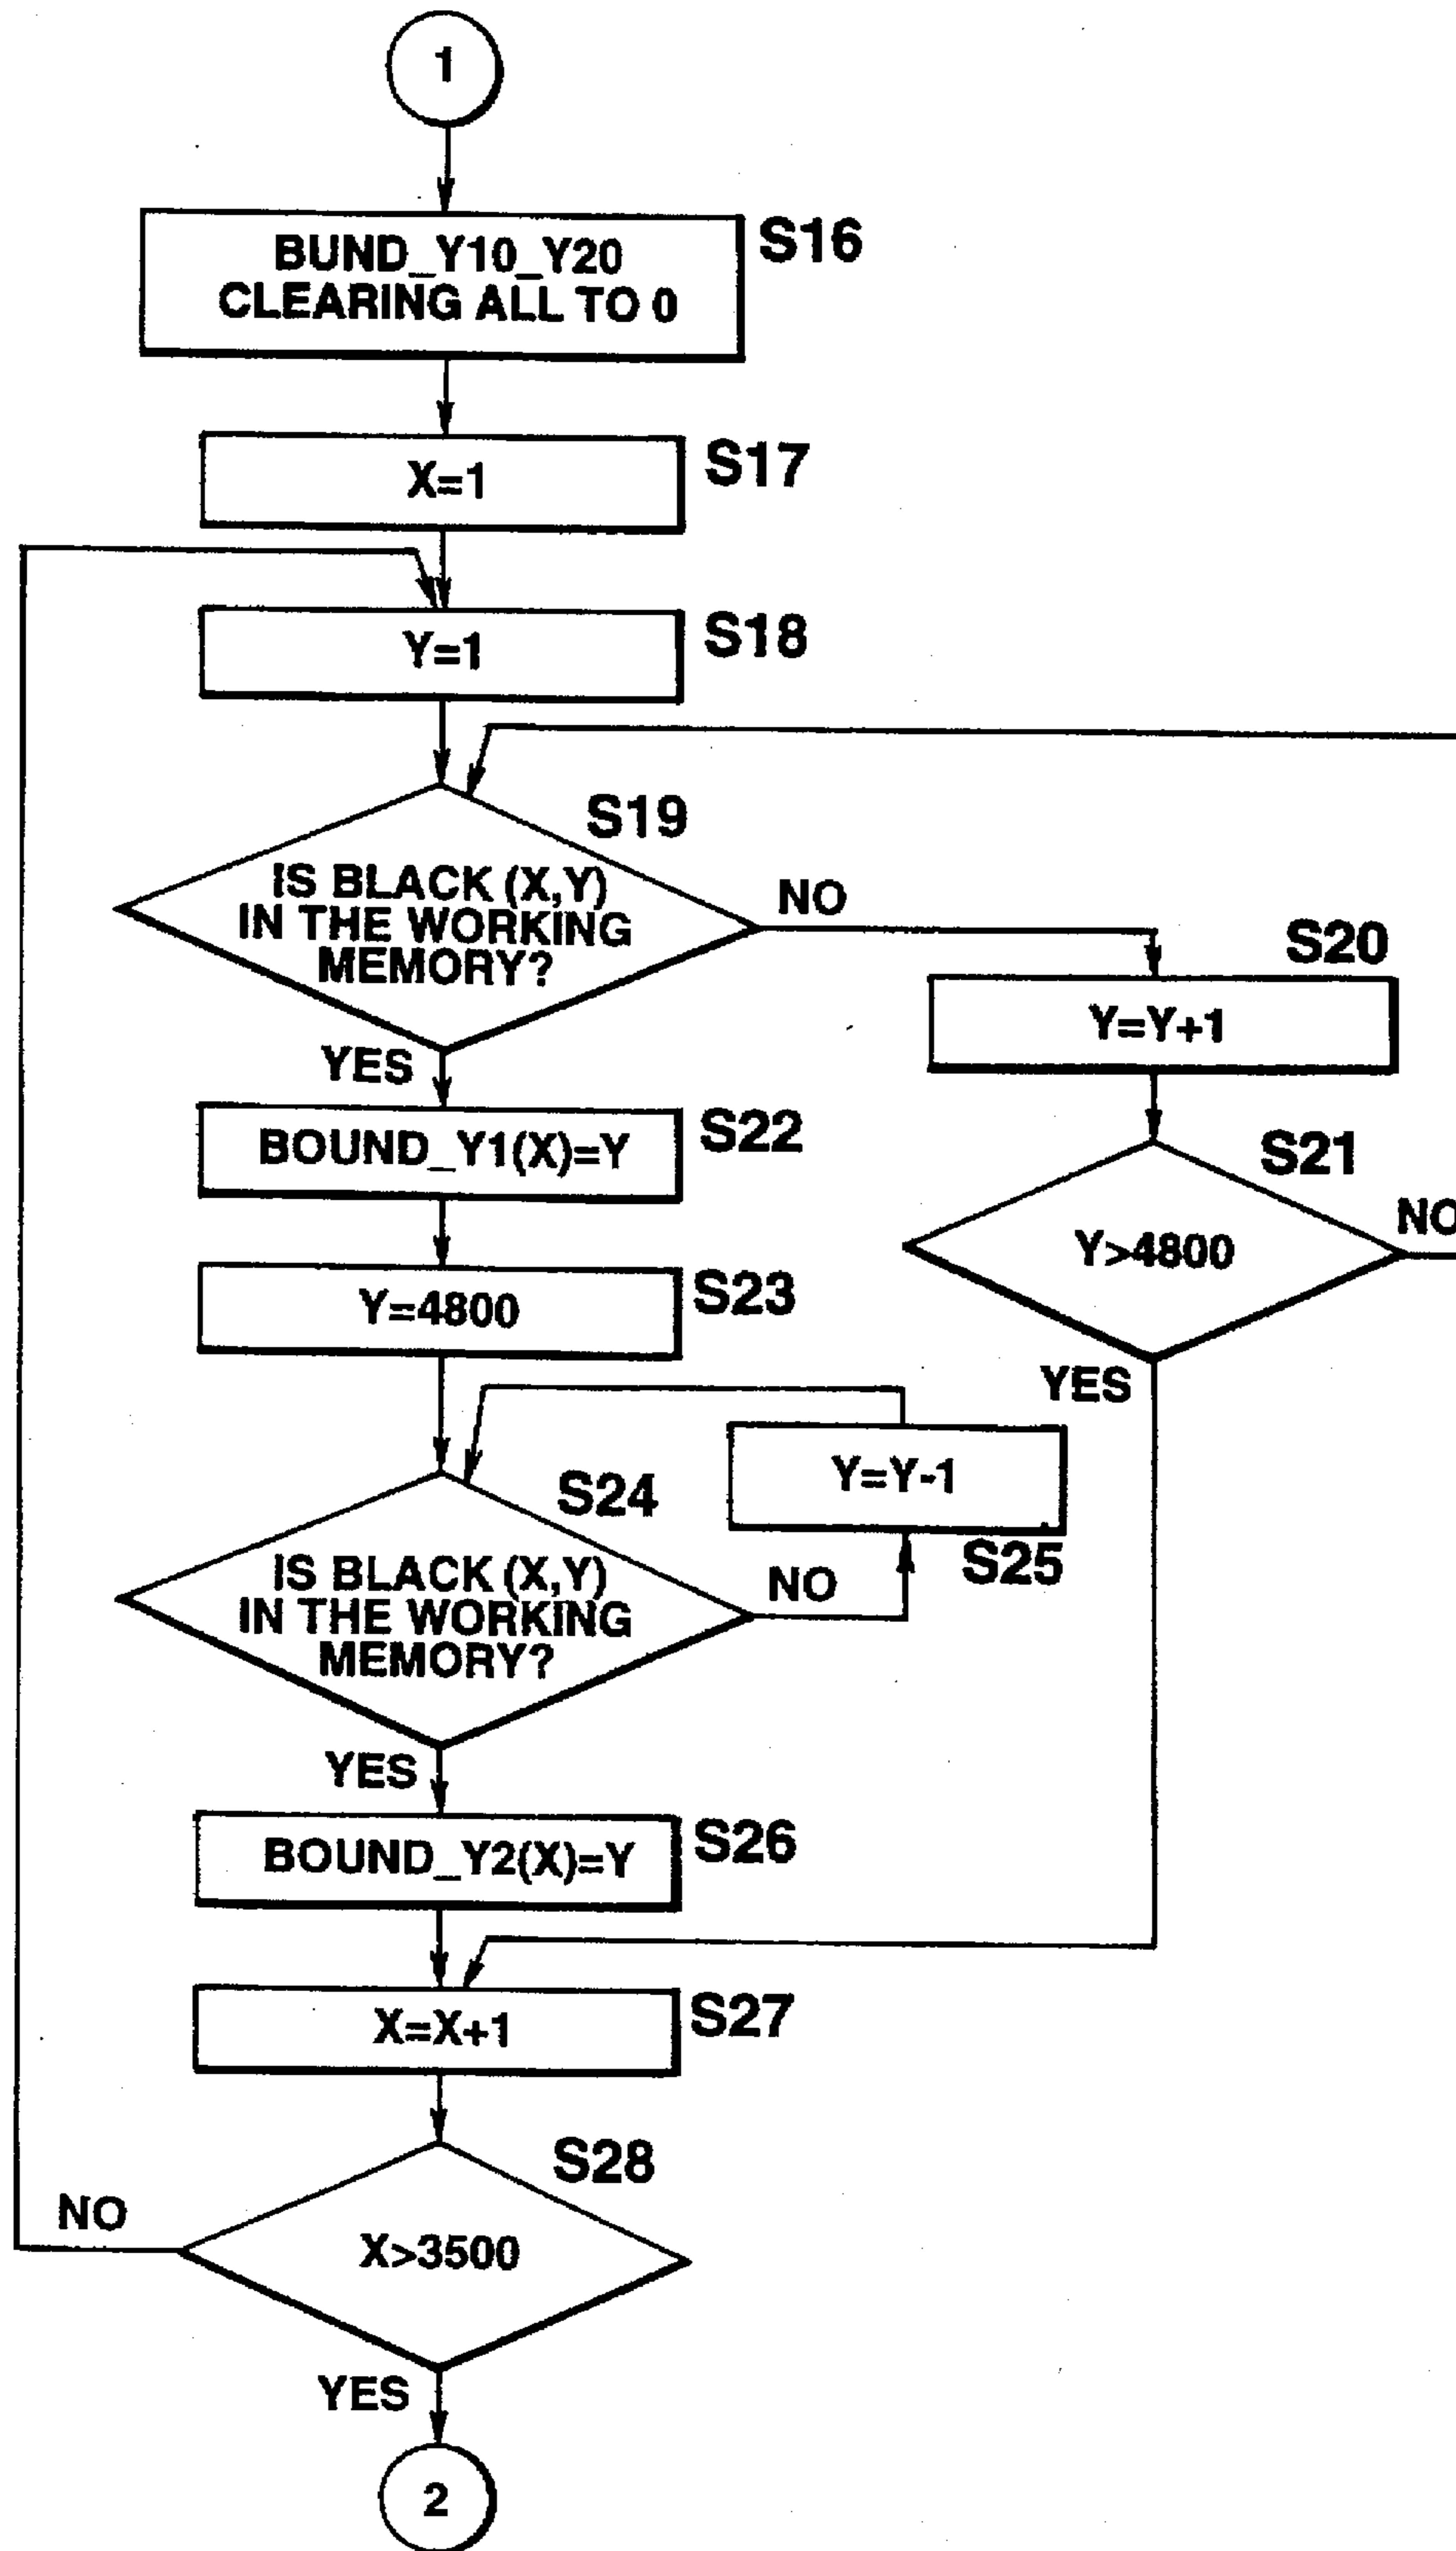 1
BUND_Y10_Y20
CLEARING ALL TO 0
S16
X=1
S17
Y=1
S18
S19
IS BLACK (X,Y)
IN THE WORKING
MEMORY?
NO
YES
S20
Y=Y+1
S21
Y>4800
NO
YES
BOUND_Y1(X)=Y
S22
Y=4800
S23
S24
IS BLACK (X,Y)
IN THE WORKING
MEMORY?
NO
YES
Y=Y-1
S25
BOUND_Y2(X)=Y
S26
X=X+1
S27
S28
X>3500
NO
YES
2